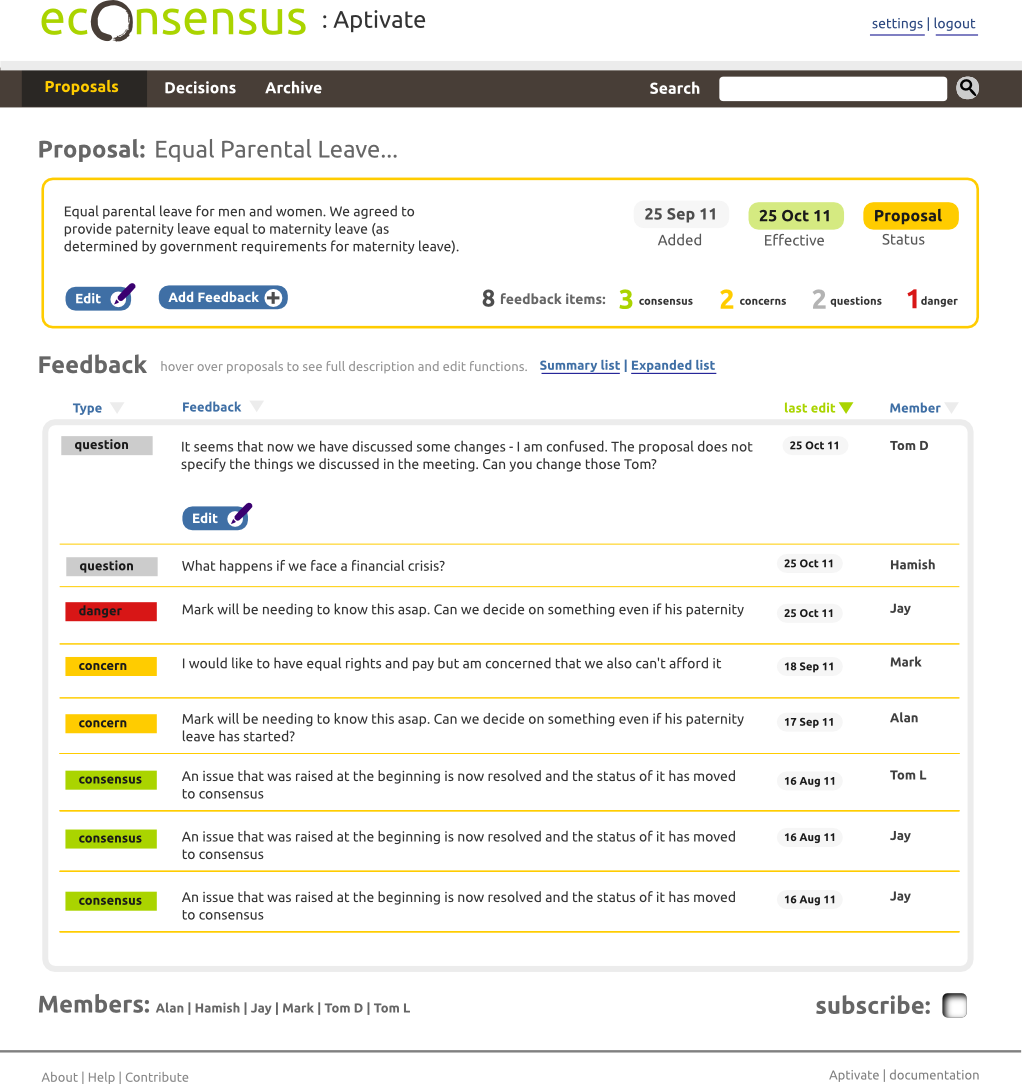 econsensus : Aptivate
settings | logout
Proposals Decisions Archive Search
Proposal: Equal Parental Leave...
Equal parental leave for men and women. We agreed to
provide paternity leave equal to maternity leave (as
determined by government requirements for maternity leave).
25 Sep 11 25 Oct 11 Proposal
Added Effective Status
Edit Add Feedback
8 feedback items: 3 consensus 2 concerns 2 questions 1 danger
Feedback hover over proposals to see full description and edit functions. Summary list | Expanded list
Type Feedback last edit Member
question It seems that now we have discussed some changes - I am confused. The proposal does not 25 Oct 11 Tom D
specify the things we discussed in the meeting. Can you change those Tom?
Edit
question What happens if we face a financial crisis? 25 Oct 11 Hamish
danger Mark will be needing to know this asap. Can we decide on something even if his paternity 25 Oct 11 Jay
concern I would like to have equal rights and pay but am concerned that we also can't afford it 18 Sep 11 Mark
concern Mark will be needing to know this asap. Can we decide on something even if his paternity 17 Sep 11 Alan
leave has started?
consensus An issue that was raised at the beginning is now resolved and the status of it has moved 16 Aug 11 Tom L
to consensus
consensus An issue that was raised at the beginning is now resolved and the status of it has moved 16 Aug 11 Jay
to consensus
consensus An issue that was raised at the beginning is now resolved and the status of it has moved 16 Aug 11 Jay
to consensus
Members: Alan | Hamish | Jay | Mark | Tom D | Tom L subscribe:
About | Help | Contribute Aptivate | documentation